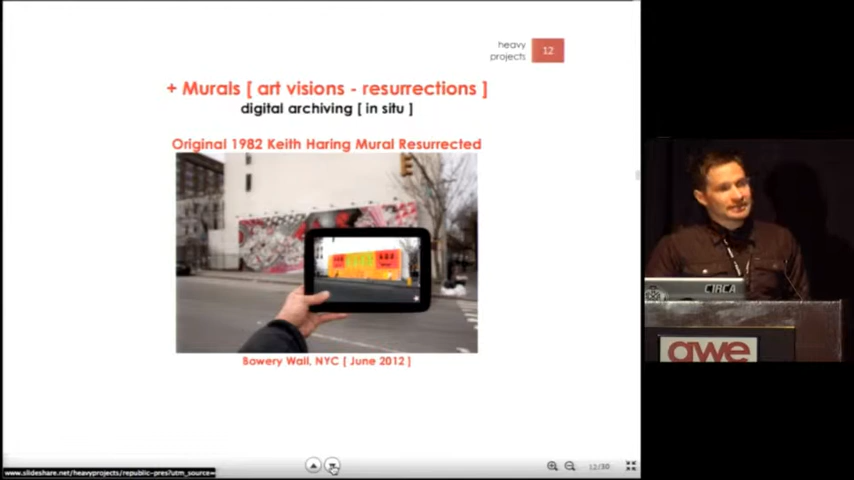 heavy
projects
12
+ Murals [ art visions - resurrections ]
digital archiving [ in situ ]
Original 1982 Keith Haring Mural Resurrected
Bowery Wall, NYC [ June 2012 ]
CIRCA
awe
www.slideshare.net/heavyprojects/republic-pres?utm_source=
12/30